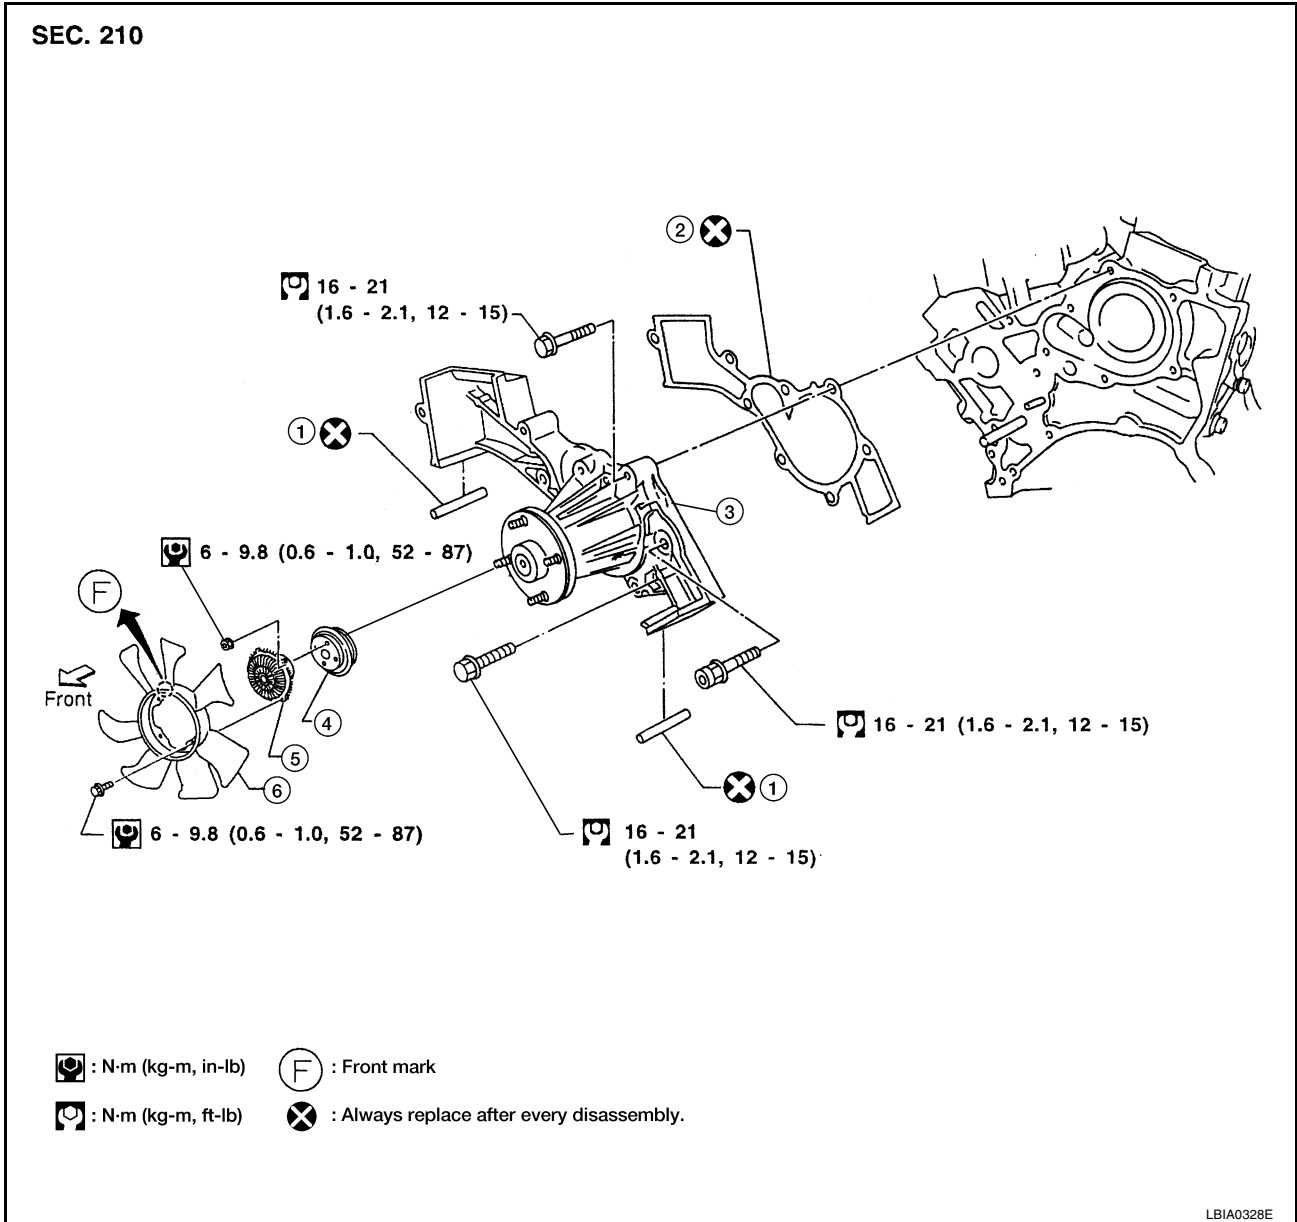 SEC. 210
2
16 - 21
(1.6 - 2.1, 12 - 15)
1
3
6 - 9.8 (0.6 - 1.0, 52 - 87)
F
Front
4
5
6
16 - 21 (1.6 - 2.1, 12 - 15)
1
6 - 9.8 (0.6 - 1.0, 52 - 87)
16 - 21
(1.6 - 2.1, 12 - 15)
: N·m (kg-m, in-lb)
F : Front mark
: N·m (kg-m, ft-lb)
: Always replace after every disassembly.
LBIA0328E